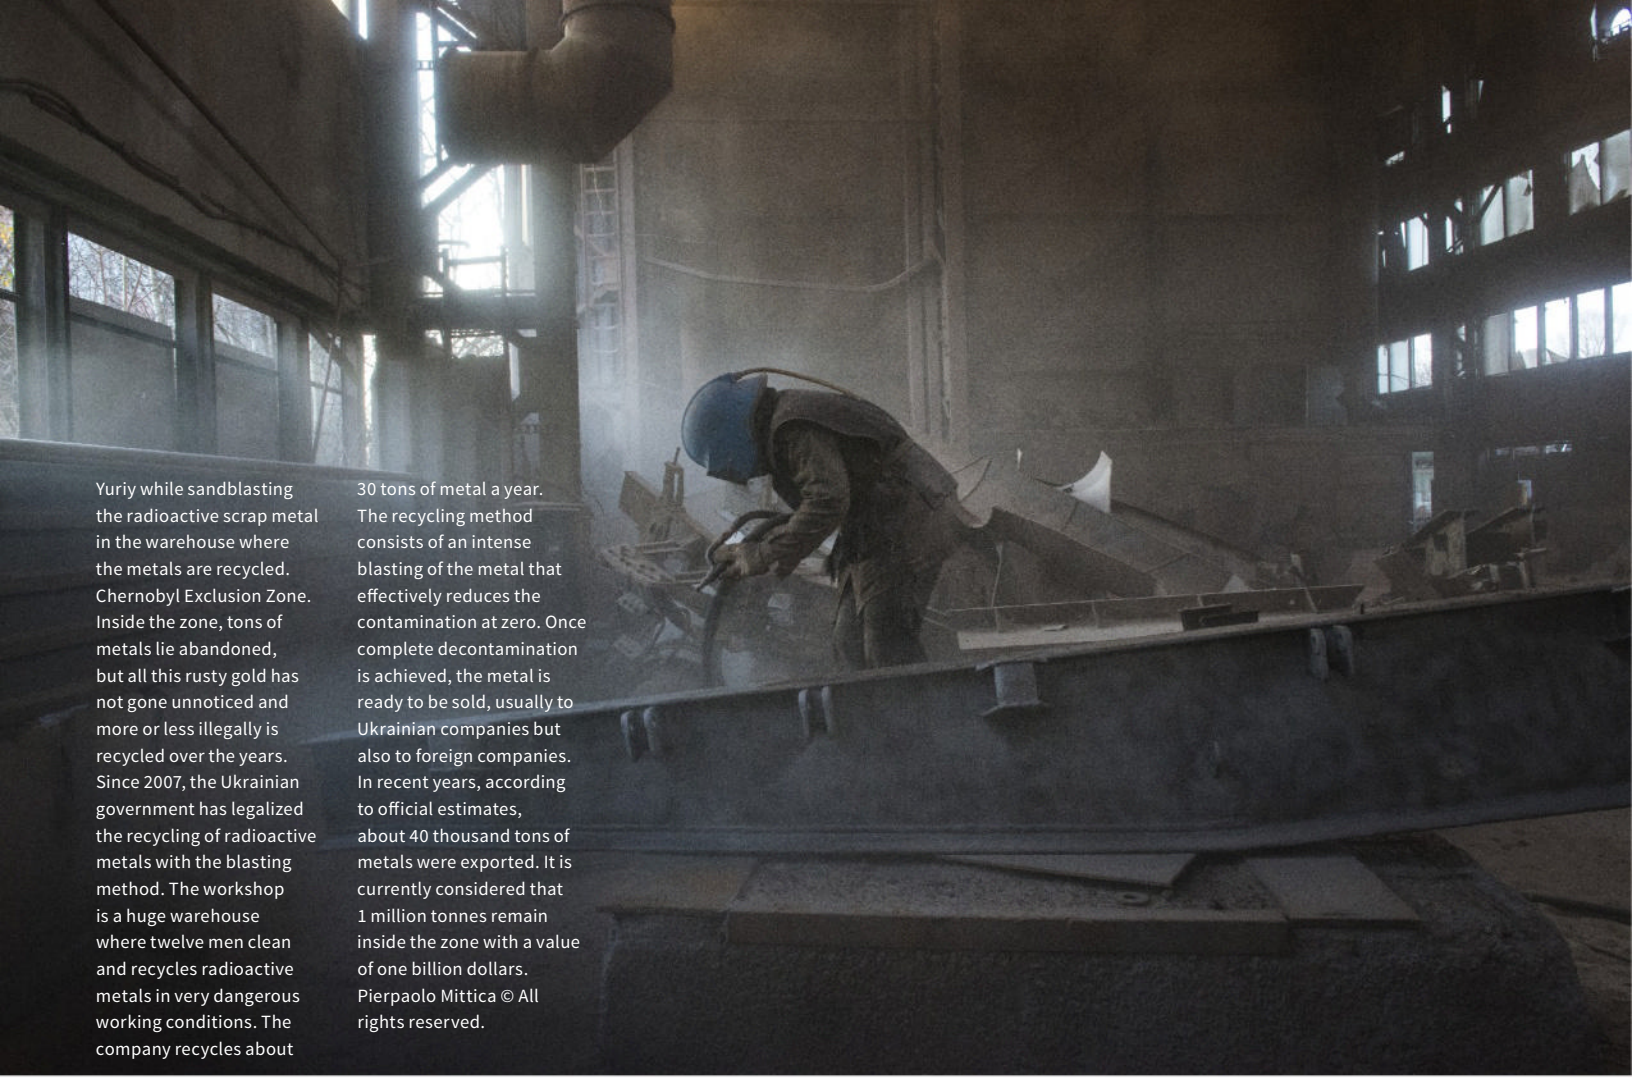 Yuriy while sandblasting
the radioactive scrap metal
in the warehouse where
the metals are recycled.
Chernobyl Exclusion Zone.
Inside the zone, tons of
metals lie abandoned,
but all this rusty gold has
not gone unnoticed and
more or less illegally is
recycled over the years.
Since 2007, the Ukrainian
government has legalized
the recycling of radioactive
metals with the blasting
method. The workshop
is a huge warehouse
where twelve men clean
and recycles radioactive
metals in very dangerous
working conditions. The
company recycles about
30 tons of metal a year.
The recycling method
consists of an intense
blasting of the metal that
effectively reduces the
contamination at zero. Once
complete decontamination
is achieved, the metal is
ready to be sold, usually to
Ukrainian companies but
also to foreign companies.
In recent years, according
to official estimates,
about 40 thousand tons of
metals were exported. It is
currently considered that
1 million tonnes remain
inside the zone with a value
of one billion dollars.
Pierpaolo Mittica © All
rights reserved.